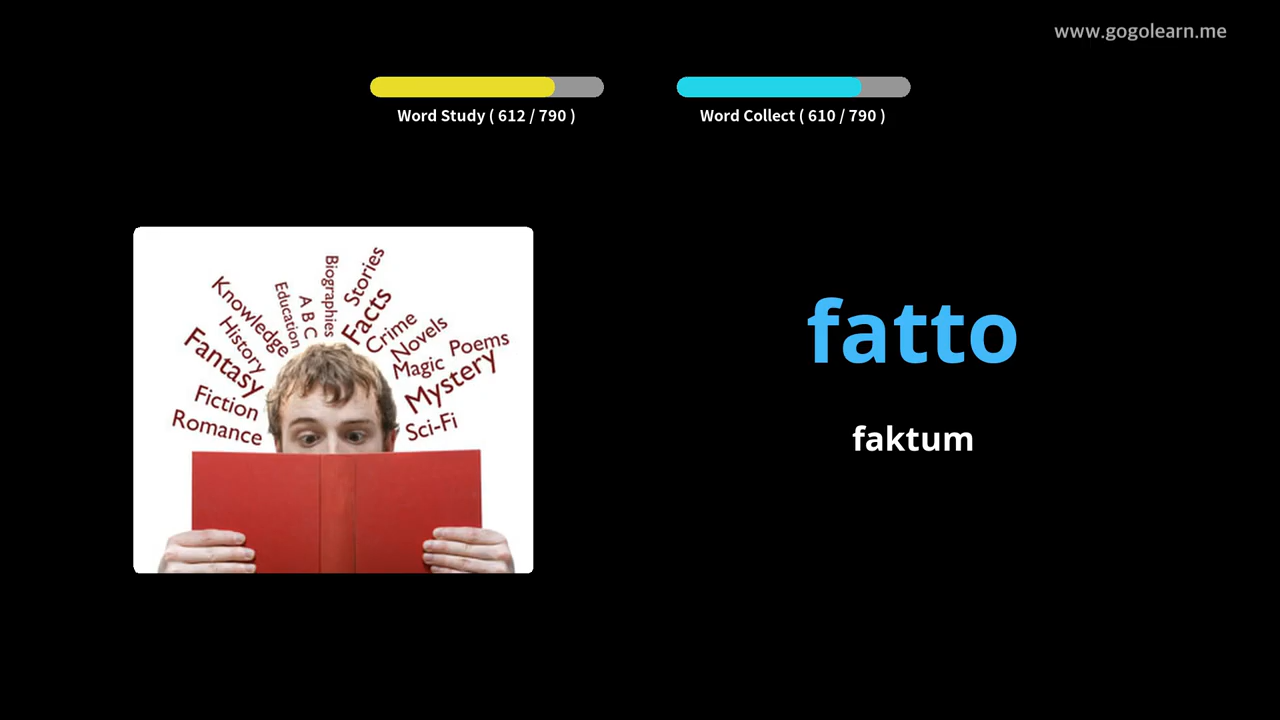 www.gogolearn.me
Word Study ( 612 / 790 )
Word Collect ( 610 / 790 )
Biographies
Stories
Education
A B C
Facts
Knowledge
Crime
History
Novels
Fantasy
Magic
Poems
Mystery
Fiction
Romance
Sci-Fi
fatto
faktum